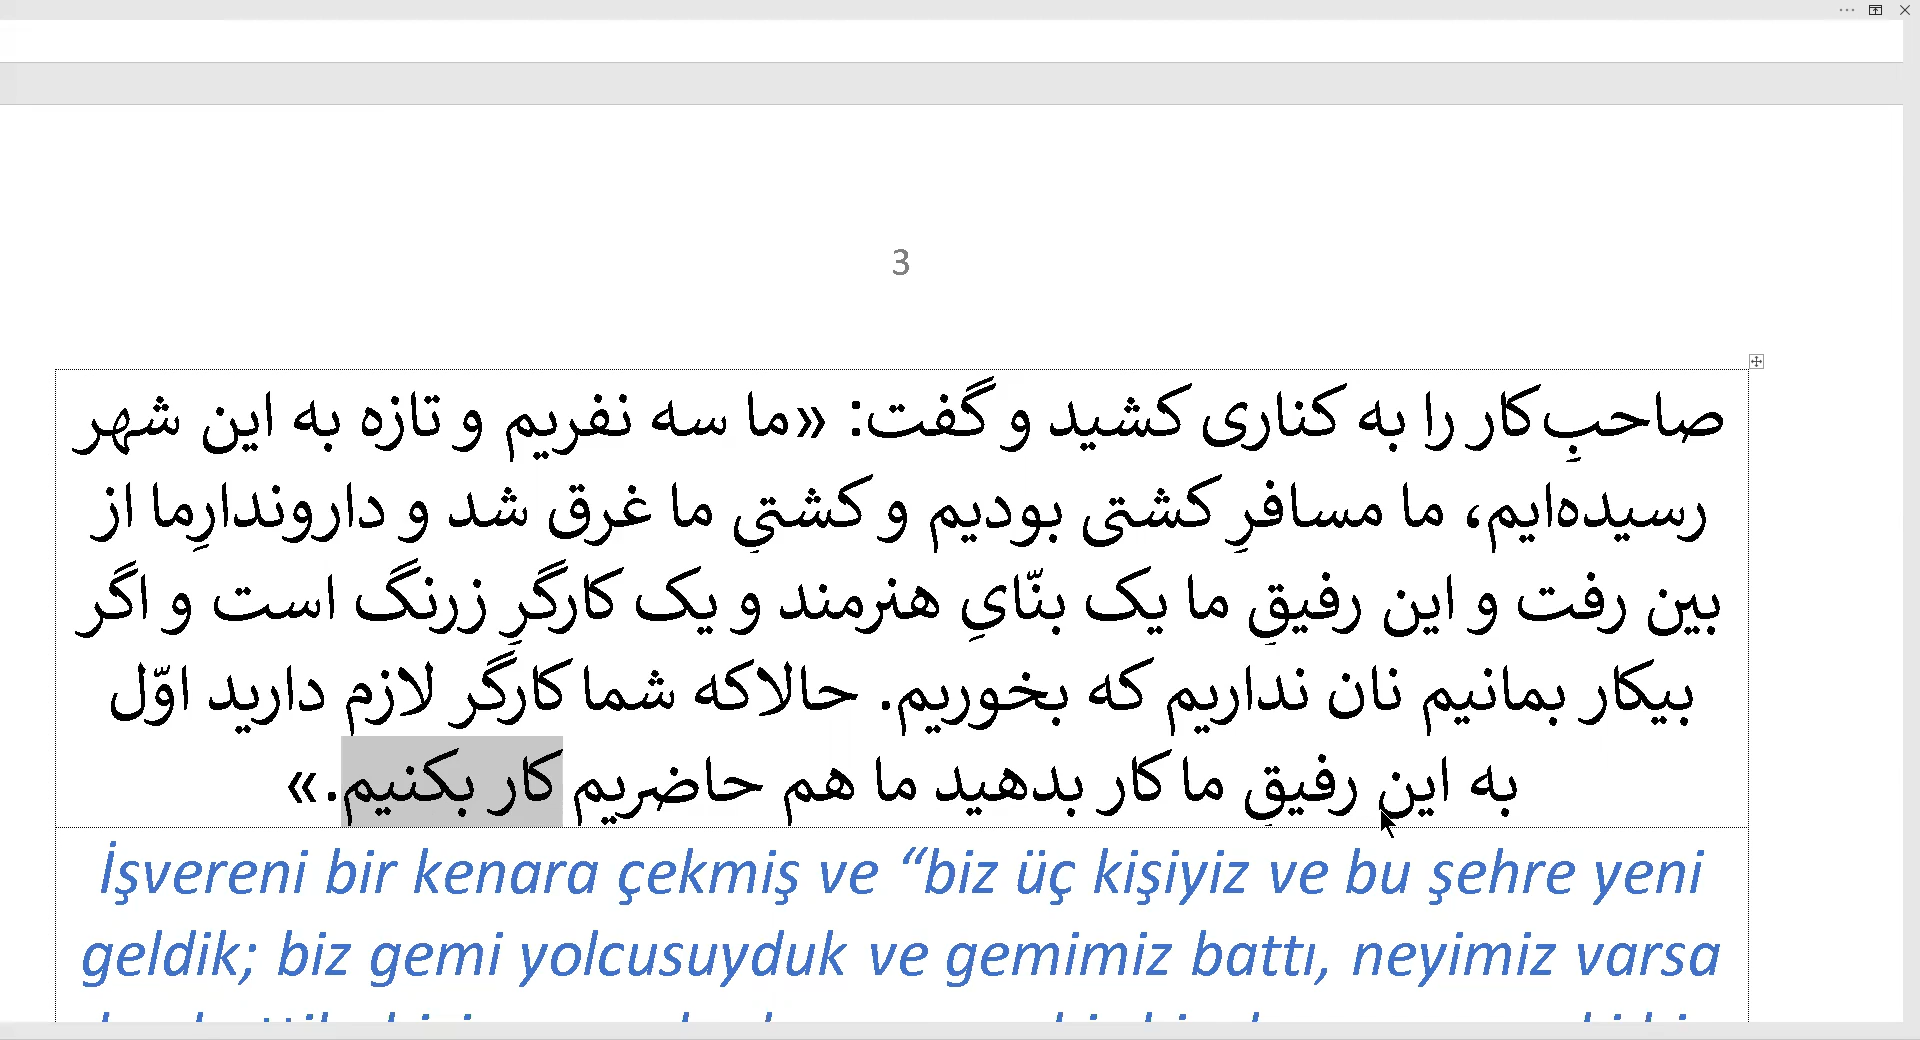 3
صاحبِ‌کار را به کناری کشید و گفت: «ما سه نفریم و تازه به این شهر
رسیده‌ایم، ما مسافرِ کشتی بودیم و کشتیِ ما غرق شد و داروندارِما از
بین رفت و این رفیقِ ما یک بنّایِ هنرمند و یک کارگرِ زرنگ است و اگر
بیکار بمانیم نان نداریم که بخوریم. حالا‌که شما کارگر لازم دارید اوّل
به این رفیقِ ما کار بدهید ما هم حاضریم کار بکنیم.»
İşvereni bir kenara çekmiş ve “biz üç kişiyiz ve bu şehre yeni
geldik; biz gemi yolcusuyduk ve gemimiz battı, neyimiz varsa